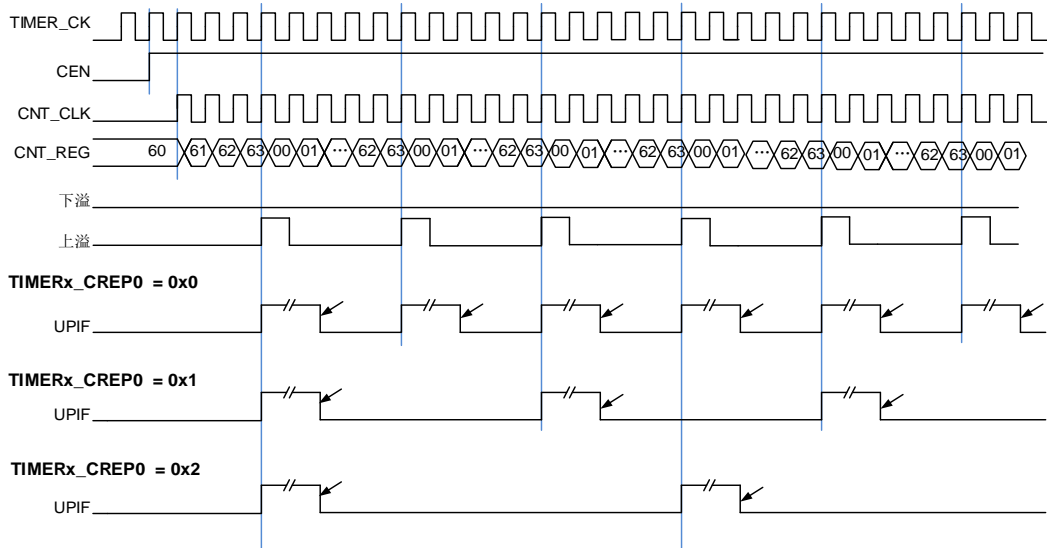 TIMER_CK
CEN
CNT_CLK
CNT_REG 60 61 62 63 00 01 ... 62 63 00 01 ... 62 63 00 01 ... 62 63 00 01 ... 62 63 00 01 ... 62 63 00 01
下溢
上溢
TIMERx_CREP0 = 0x0
UPIF
TIMERx_CREP0 = 0x1
UPIF
TIMERx_CREP0 = 0x2
UPIF